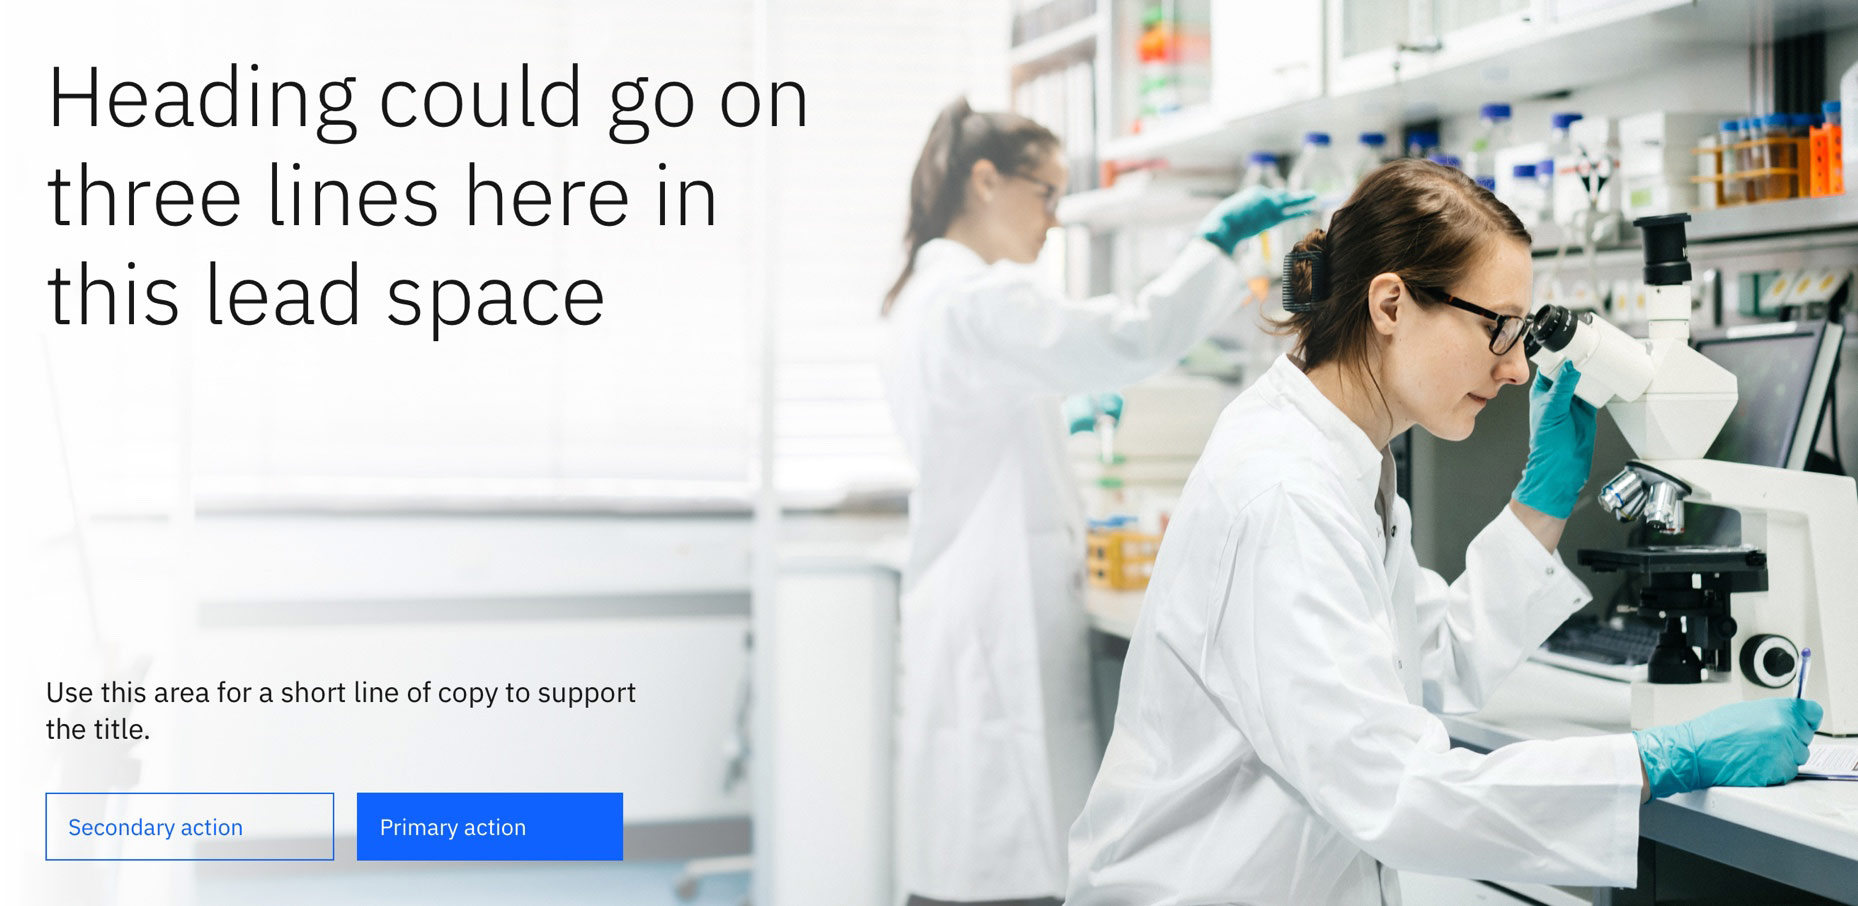 Heading could go on
three lines here in
this lead space
Use this area for a short line of copy to support
the title.
Secondary action
Primary action